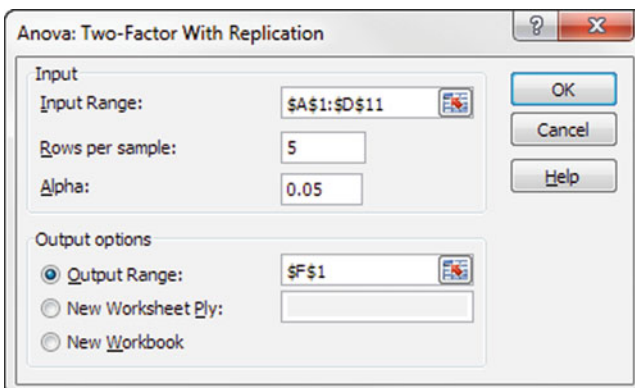 Anova: Two-Factor With Replication
?
X
Input
Input Range:
$A$1:$D$11
Rows per sample:
5
Alpha:
0.05
OK
Cancel
Help
Output options
Output Range:
$F$1
New Worksheet Ply:
New Workbook